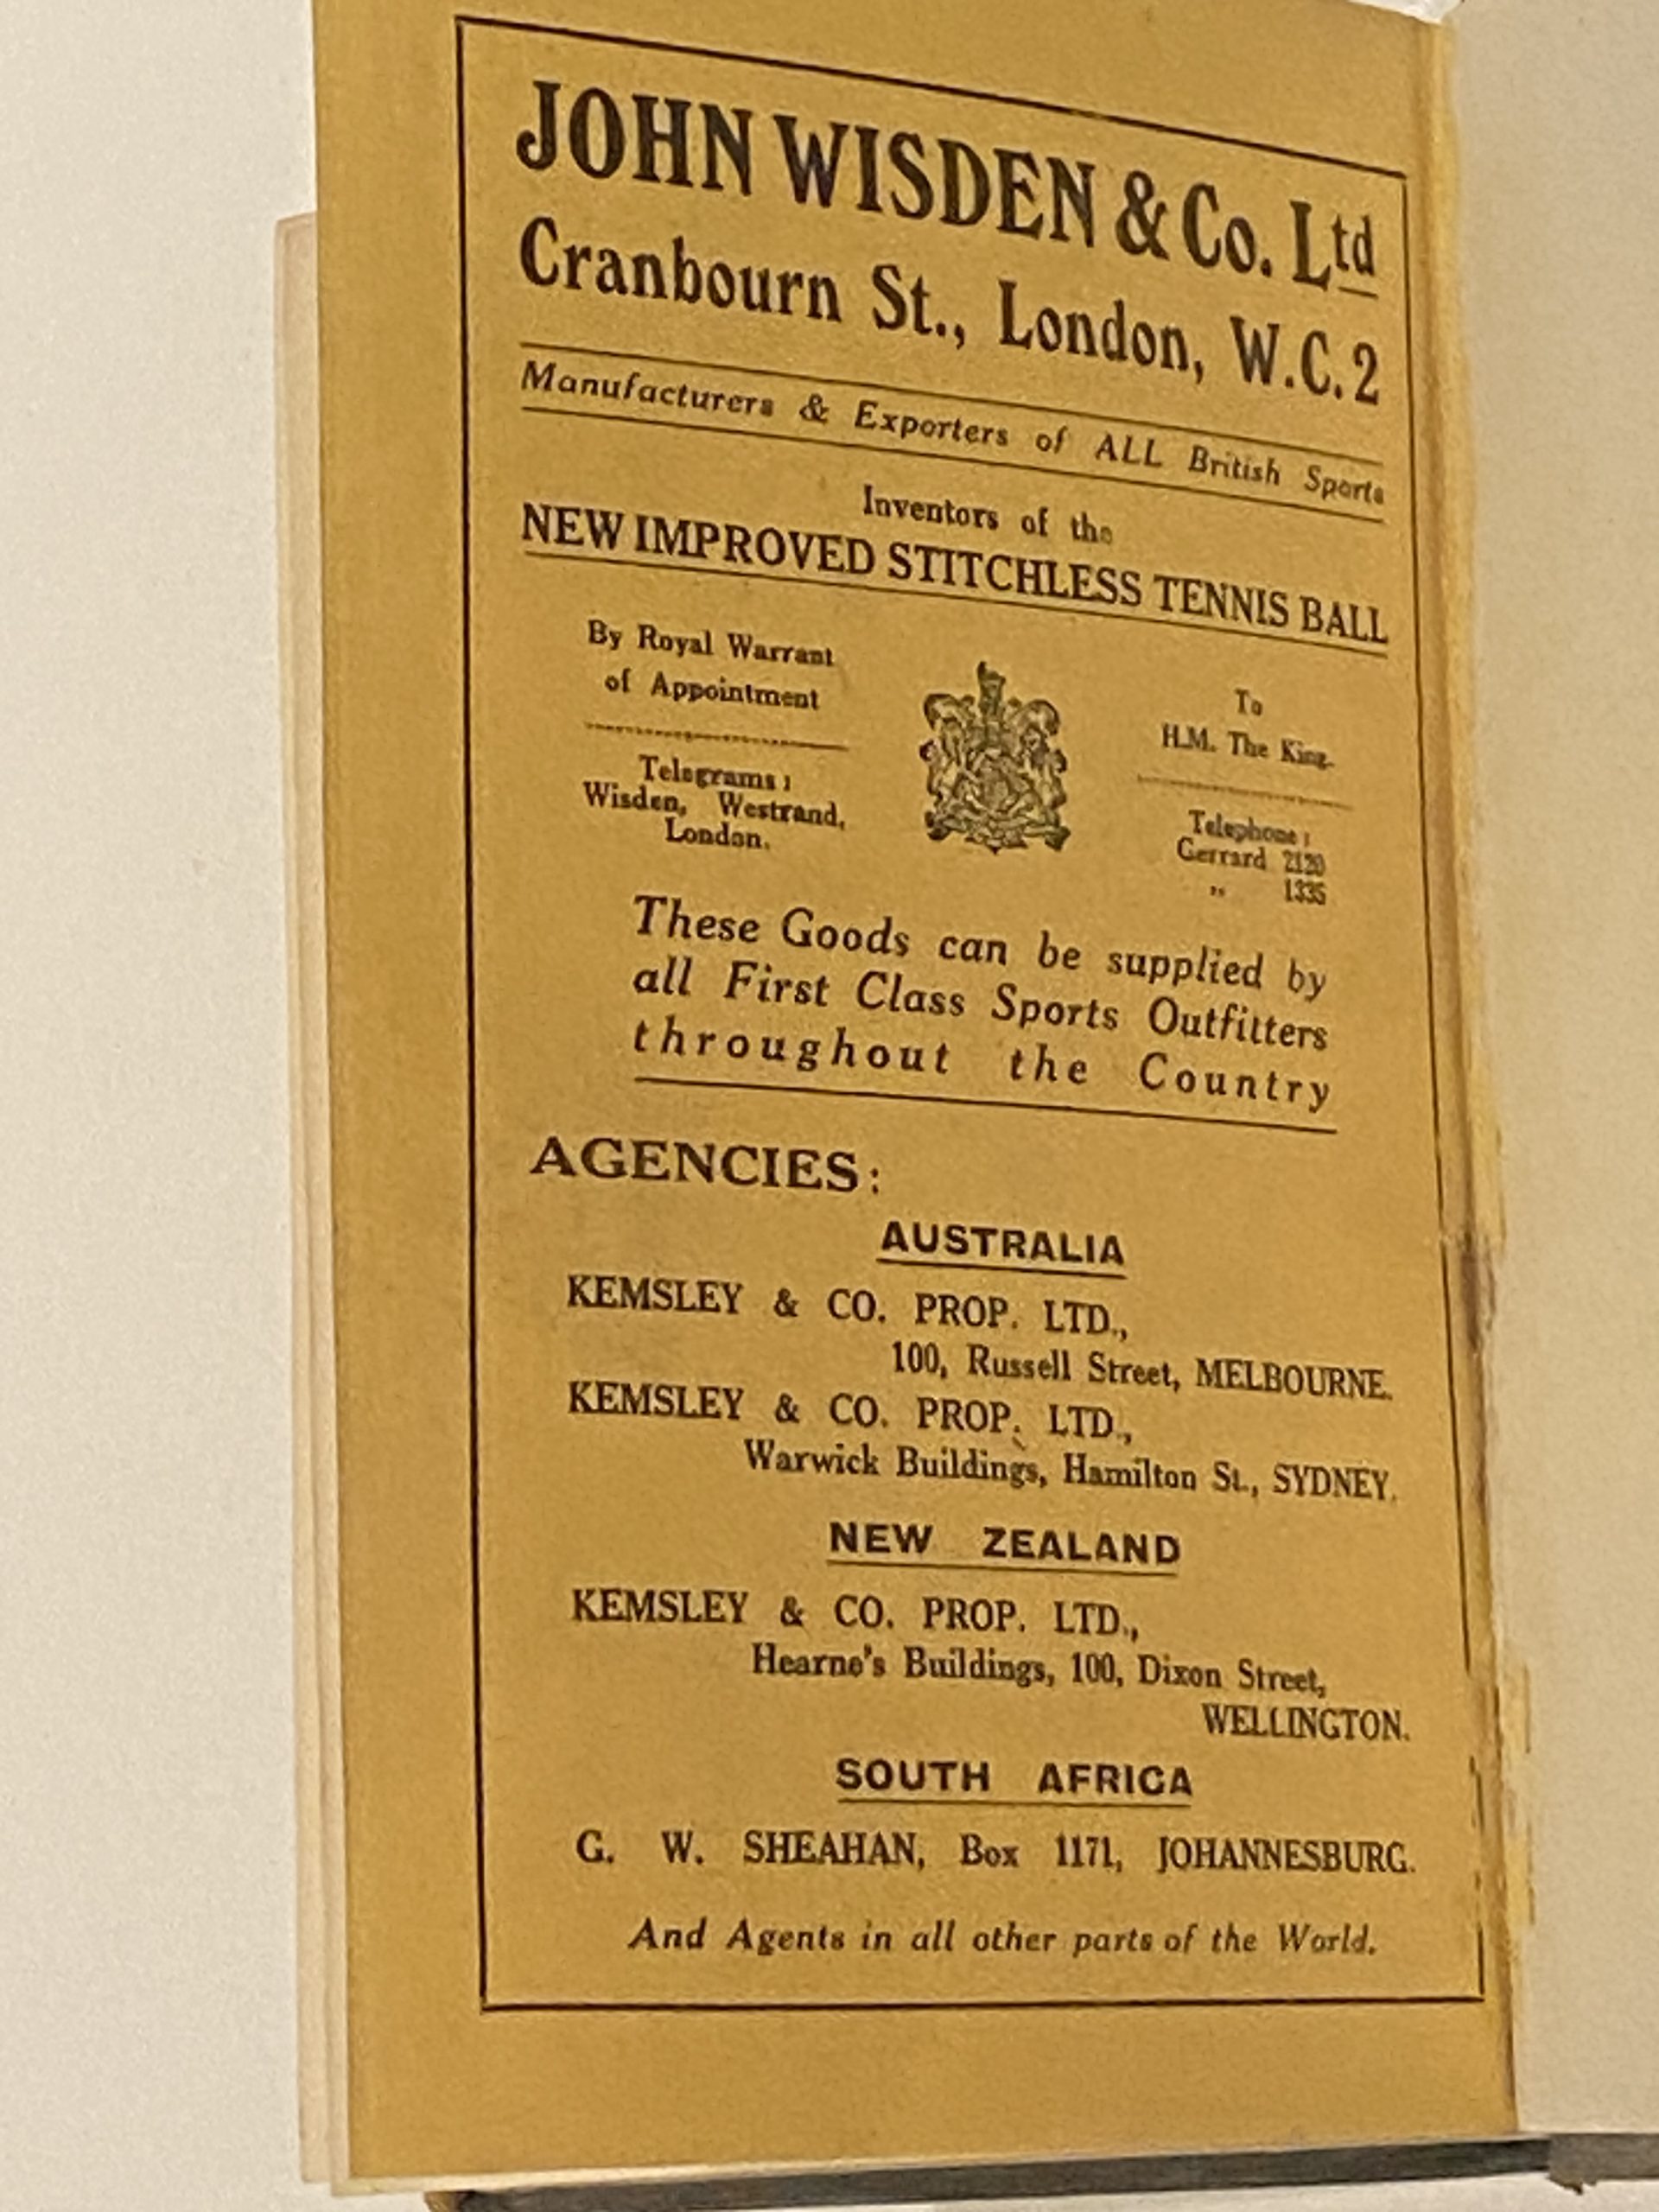 JOHN WISDEN & Co. Ltd
Cranbourn St., London, W.C.2
Manufacturers & Exporters of ALL British Sports
Inventors of the
NEW IMPROVED STITCHLESS TENNIS BALL
By Royal Warrant
of Appointment
Telegrams:
Wisden, Westrand,
London.
To
H.M. The King.
Telephone:
Gerrard 2120
" 1335
These Goods can be supplied by
all First Class Sports Outfitters
throughout the Country
AGENCIES:
AUSTRALIA
KEMSLEY & CO. PROP. LTD.,
100, Russell Street, MELBOURNE.
KEMSLEY & CO. PROP. LTD.,
Warwick Buildings, Hamilton St., SYDNEY.
NEW ZEALAND
KEMSLEY & CO. PROP. LTD.,
Hearne's Buildings, 100, Dixon Street,
WELLINGTON.
SOUTH AFRICA
G. W. SHEAHAN, Box 1171, JOHANNESBURG.
And Agents in all other parts of the World.